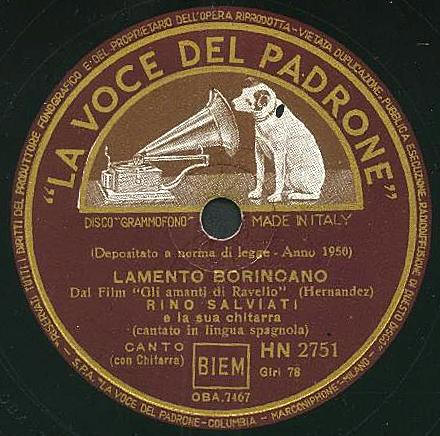 "RISERVATI TUTTI I DIRITTI DEL PRODUTTORE FONOGRAFICO E DEL PROPRIETARIO DELL'OPERA RIPRODOTTA - VIETATA DUPLICAZIONE - PUBBLICA ESECUZIONE, RADIODIFFUSIONE DI QUESTO DISCO"
"LA VOCE DEL PADRONE"
DISCO "GRAMMOFONO" MADE IN ITALY
(Depositato a norma di legge - Anno 1950)
LAMENTO BORINCANO
Dal Film "Gli amanti di Ravello" (Hernandez)
RINO SALVIATI
e la sua chitarra
(cantato in lingua spagnola)
CANTO
(con Chitarra)
BIEM
HN 2751
Giri 78
OBA.7467
- S.P.A. "LA VOCE DEL PADRONE-COLUMBIA - MARCONIPHONE-MILANO -